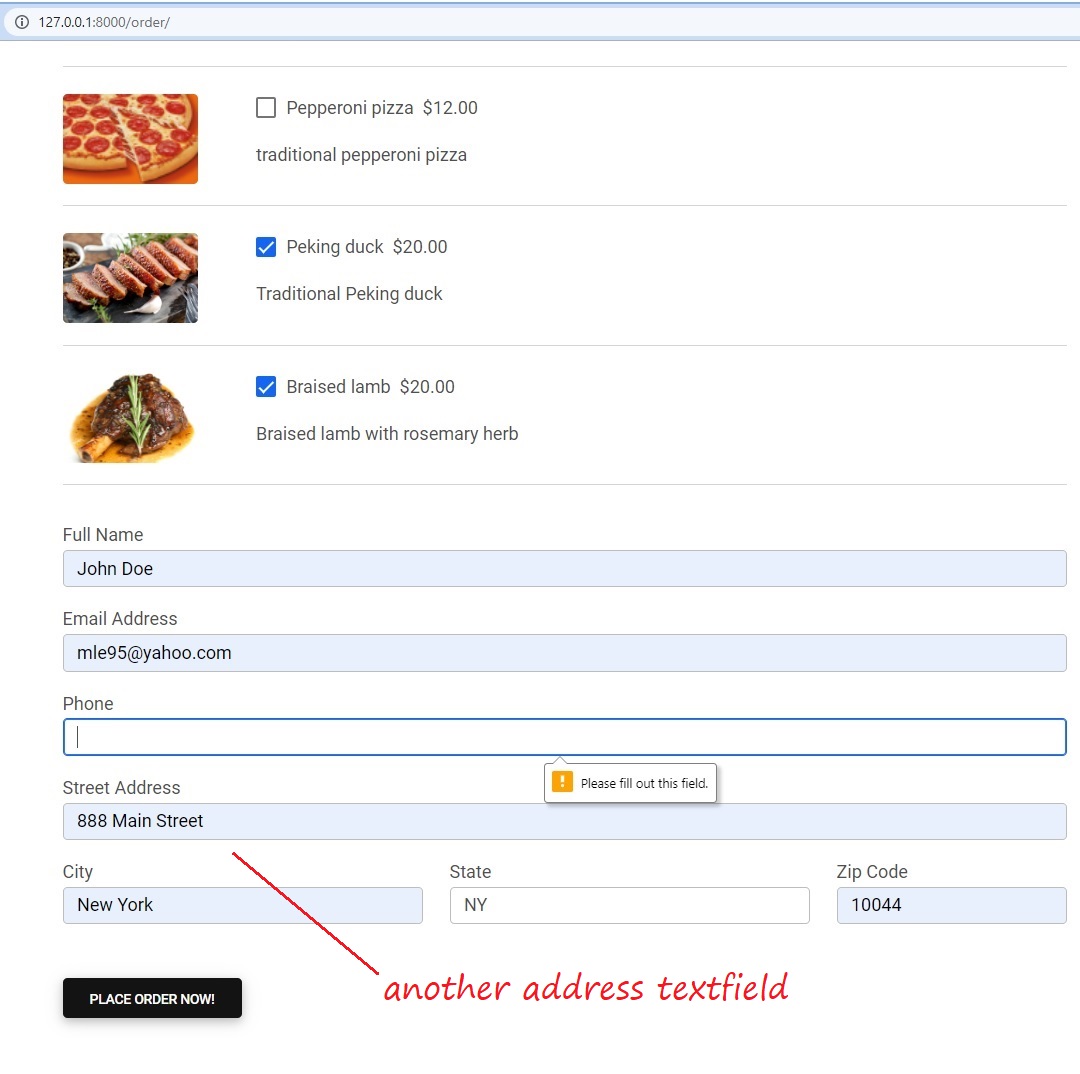 127.0.0.1:8000/order/
Pepperoni pizza $12.00
traditional pepperoni pizza
Peking duck $20.00
Traditional Peking duck
Braised lamb $20.00
Braised lamb with rosemary herb
Full Name
John Doe
Email Address
mle95@yahoo.com
Phone
Please fill out this field.
Street Address
888 Main Street
City State Zip Code
New York NY 10044
another address textfield
PLACE ORDER NOW!